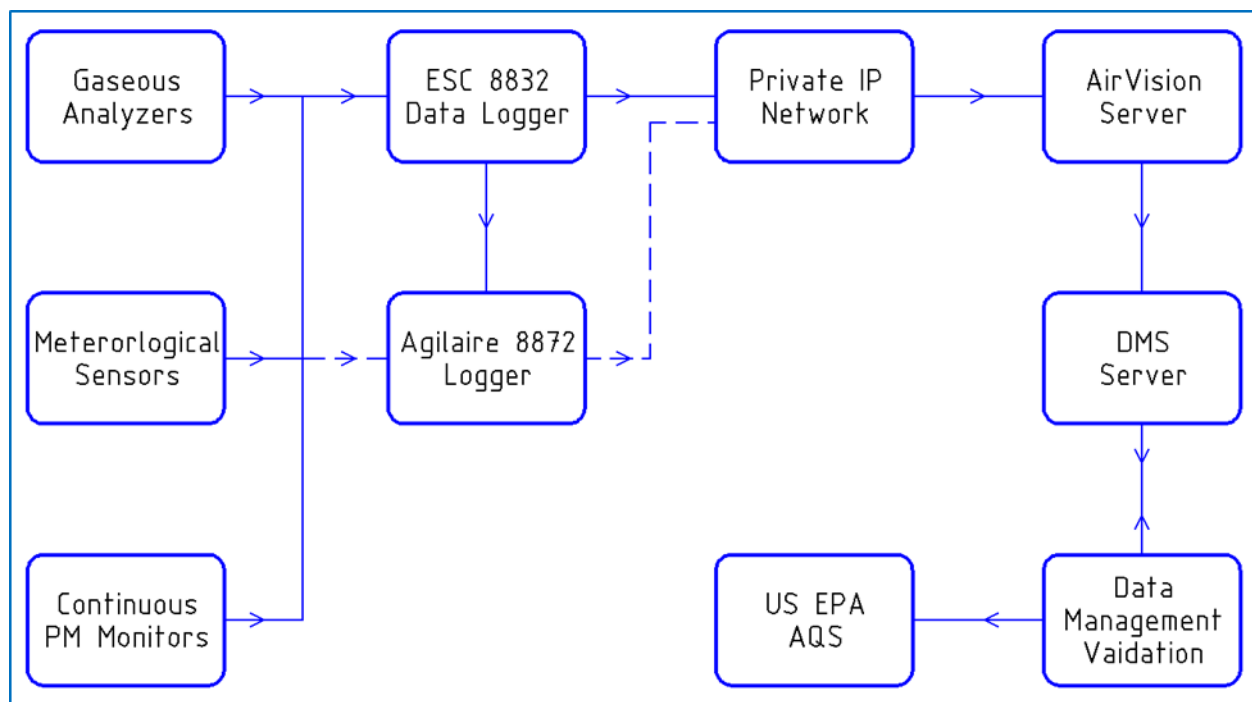 Gaseous
Analyzers
ESC 8832
Data Logger
Private IP
Network
AirVision
Server
Meterorlogical
Sensors
Agilaire 8872
Logger
DMS
Server
Continuous
PM Monitors
US EPA
AQS
Data
Management
Vaidation